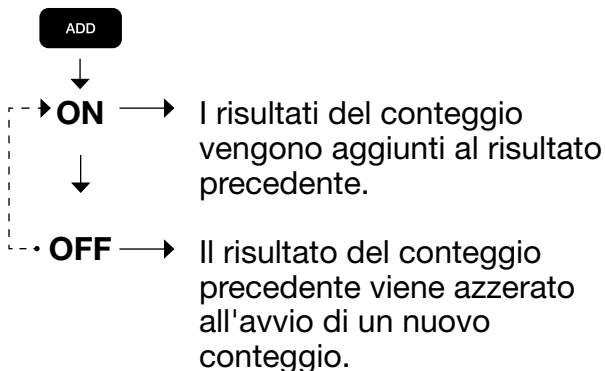 ADD
ON
I risultati del conteggio
vengono aggiunti al risultato
precedente.
OFF
Il risultato del conteggio
precedente viene azzerato
all'avvio di un nuovo
conteggio.